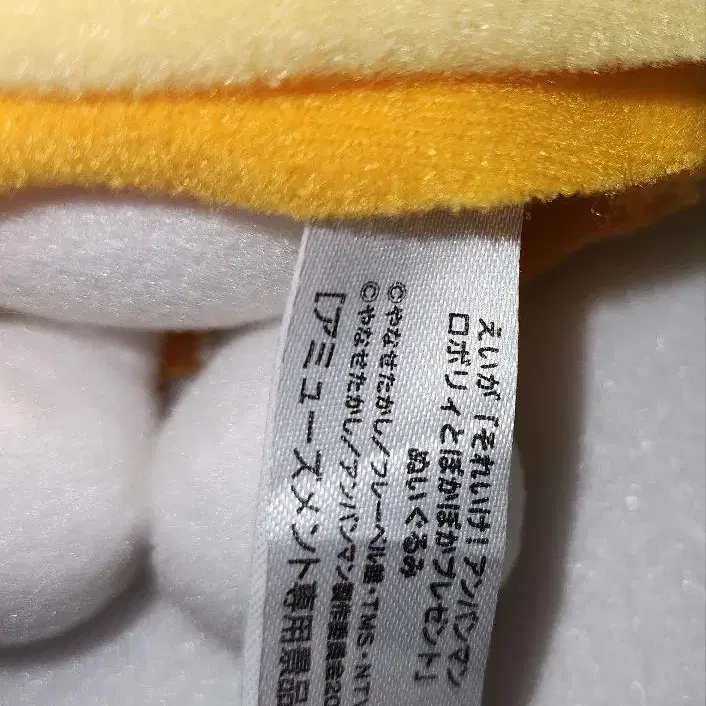 えいが「それいけ！アンパンマン
ロボリィとぽかぽかプレゼント」
ぬいぐるみ
©やなせたかし/フレーベル館・TMS・NTV
©やなせたかし/アンパンマン製作委員会20
［アミューズメント専用景品